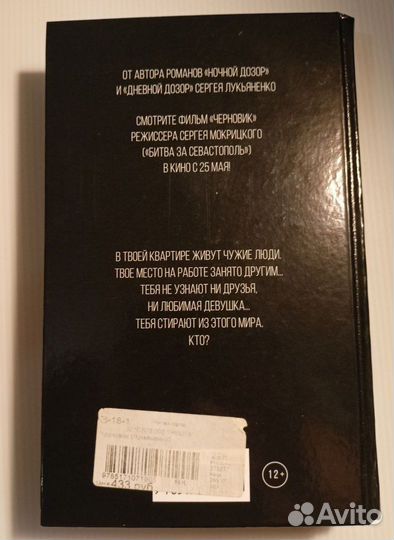 ОТ АВТОРА РОМАНОВ «НОЧНОЙ ДОЗОР»
И «ДНЕВНОЙ ДОЗОР» СЕРГЕЯ ЛУКЬЯНЕНКО
СМОТРИТЕ ФИЛЬМ «ЧЕРНОВИК»
РЕЖИССЕРА СЕРГЕЯ МОКРИЦКОГО
(«БИТВА ЗА СЕВАСТОПОЛЬ»)
В КИНО С 25 МАЯ!
В ТВОЕЙ КВАРТИРЕ ЖИВУТ ЧУЖИЕ ЛЮДИ.
ТВОЕ МЕСТО НА РАБОТЕ ЗАНЯТО ДРУГИМ...
ТЕБЯ НЕ УЗНАЮТ НИ ДРУЗЬЯ,
НИ ЛЮБИМАЯ ДЕВУШКА...
ТЕБЯ СТИРАЮТ ИЗ ЭТОГО МИРА.
КТО?
433 руб
12+
Avito